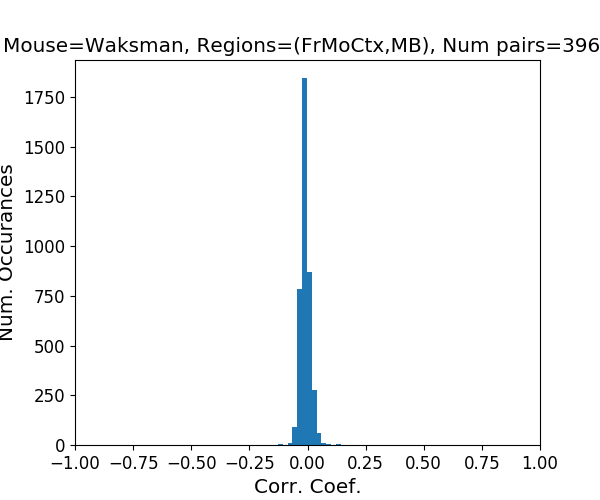 Mouse=Waksman, Regions=(FrMoCtx,MB), Num pairs=396
Num. Occurances
1750
1500
1250
1000
750
500
250
0
−1.00 −0.75 −0.50 −0.25 0.00 0.25 0.50 0.75 1.00
Corr. Coef.